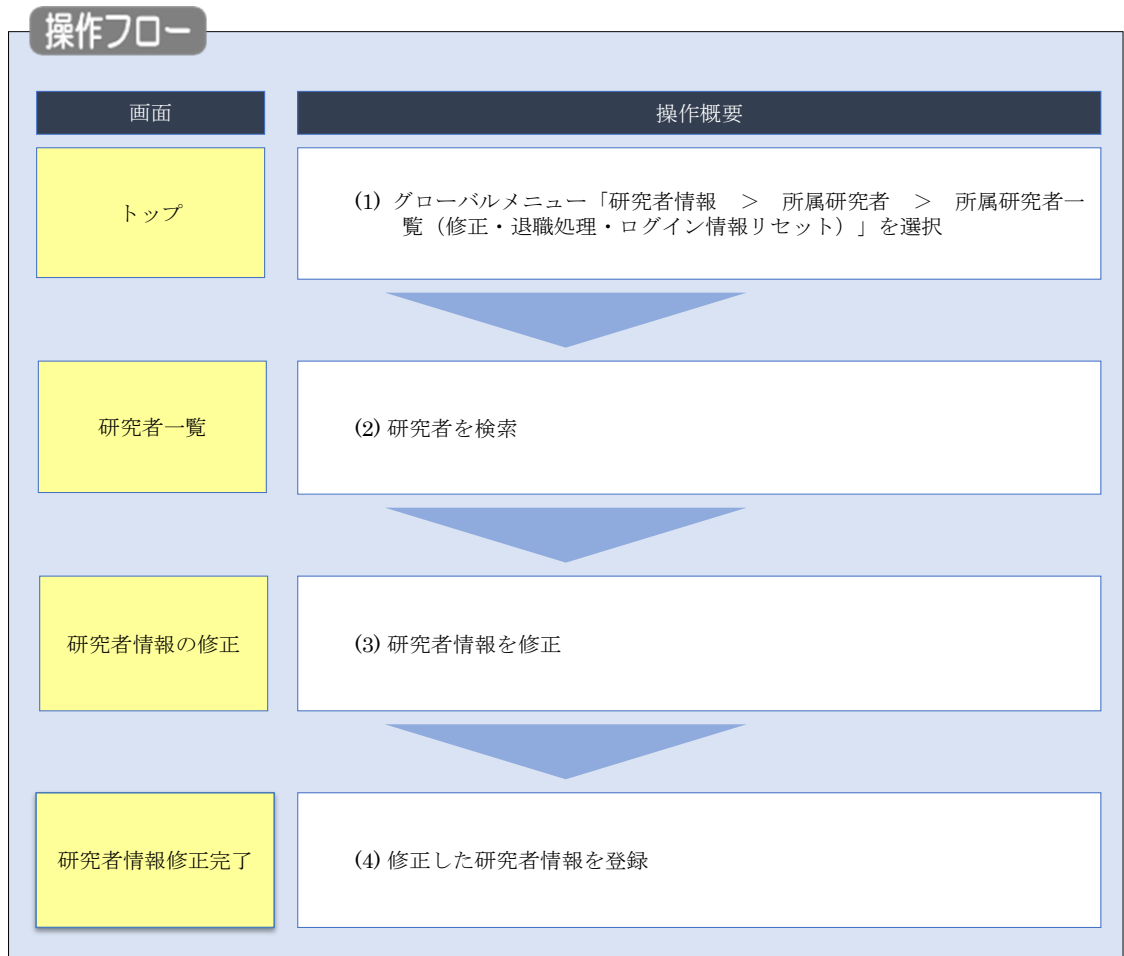 操作フロー
画面
操作概要
トップ
(1) グローバルメニュー「研究者情報　＞　所属研究者　＞　所属研究者一
覧（修正・退職処理・ログイン情報リセット）」を選択
研究者一覧
(2) 研究者を検索
研究者情報の修正
(3) 研究者情報を修正
研究者情報修正完了
(4) 修正した研究者情報を登録